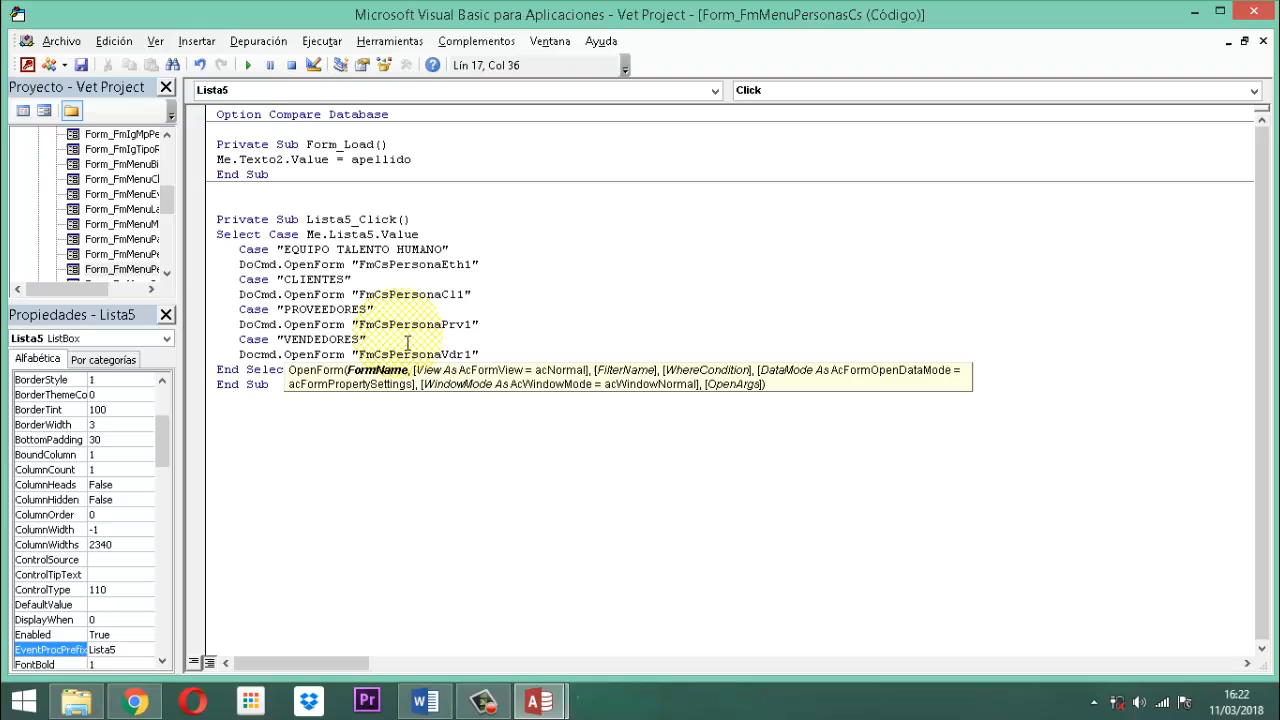 Microsoft Visual Basic para Aplicaciones - Vet Project - [Form_FmMenuPersonasCs (Código)]
Archivo Edición Ver Insertar Depuración Ejecutar Herramientas Complementos Ventana Ayuda
Lín 17, Col 36
Proyecto - Vet Project
Lista5
Click
Form_FmIgMpPe
Form_FmIgTipoR
Form_FmMenuBi
Form_FmMenuCl
Form_FmMenuEv
Form_FmMenuLa
Form_FmMenuM
Form_FmMenuPa
Form_FmMenuPe
Form_FmMenuPe
Option Compare Database
Private Sub Form_Load()
Me.Texto2.Value = apellido
End Sub
Private Sub Lista5_Click()
Select Case Me.Lista5.Value
Case "EQUIPO TALENTO HUMANO"
DoCmd.OpenForm "FmCsPersonaEth1"
Case "CLIENTES"
DoCmd.OpenForm "FmCsPersonaCl1"
Case "PROVEEDORES"
DoCmd.OpenForm "FmCsPersonaPrv1"
Case "VENDEDORES"
Docmd.OpenForm "FmCsPersonaVdr1"
End Selec
End Sub
OpenForm(FormName, [View As AcFormView = acNormal], [FilterName], [WhereCondition], [DataMode As AcFormOpenDataMode =
acFormPropertySettings], [WindowMode As AcWindowMode = acWindowNormal], [OpenArgs])
Propiedades - Lista5
Lista5 ListBox
Alfabética Por categorías
BorderStyle 1
BorderThemeCo 0
BorderTint 100
BorderWidth 3
BottomPadding 30
BoundColumn 1
ColumnCount 1
ColumnHeads False
ColumnHidden False
ColumnOrder 0
ColumnWidth -1
ColumnWidths 2340
ControlSource
ControlTipText
ControlType 110
DefaultValue
DisplayWhen 0
Enabled True
EventProcPrefix Lista5
FontBold 1
Pr
16:22
11/03/2018